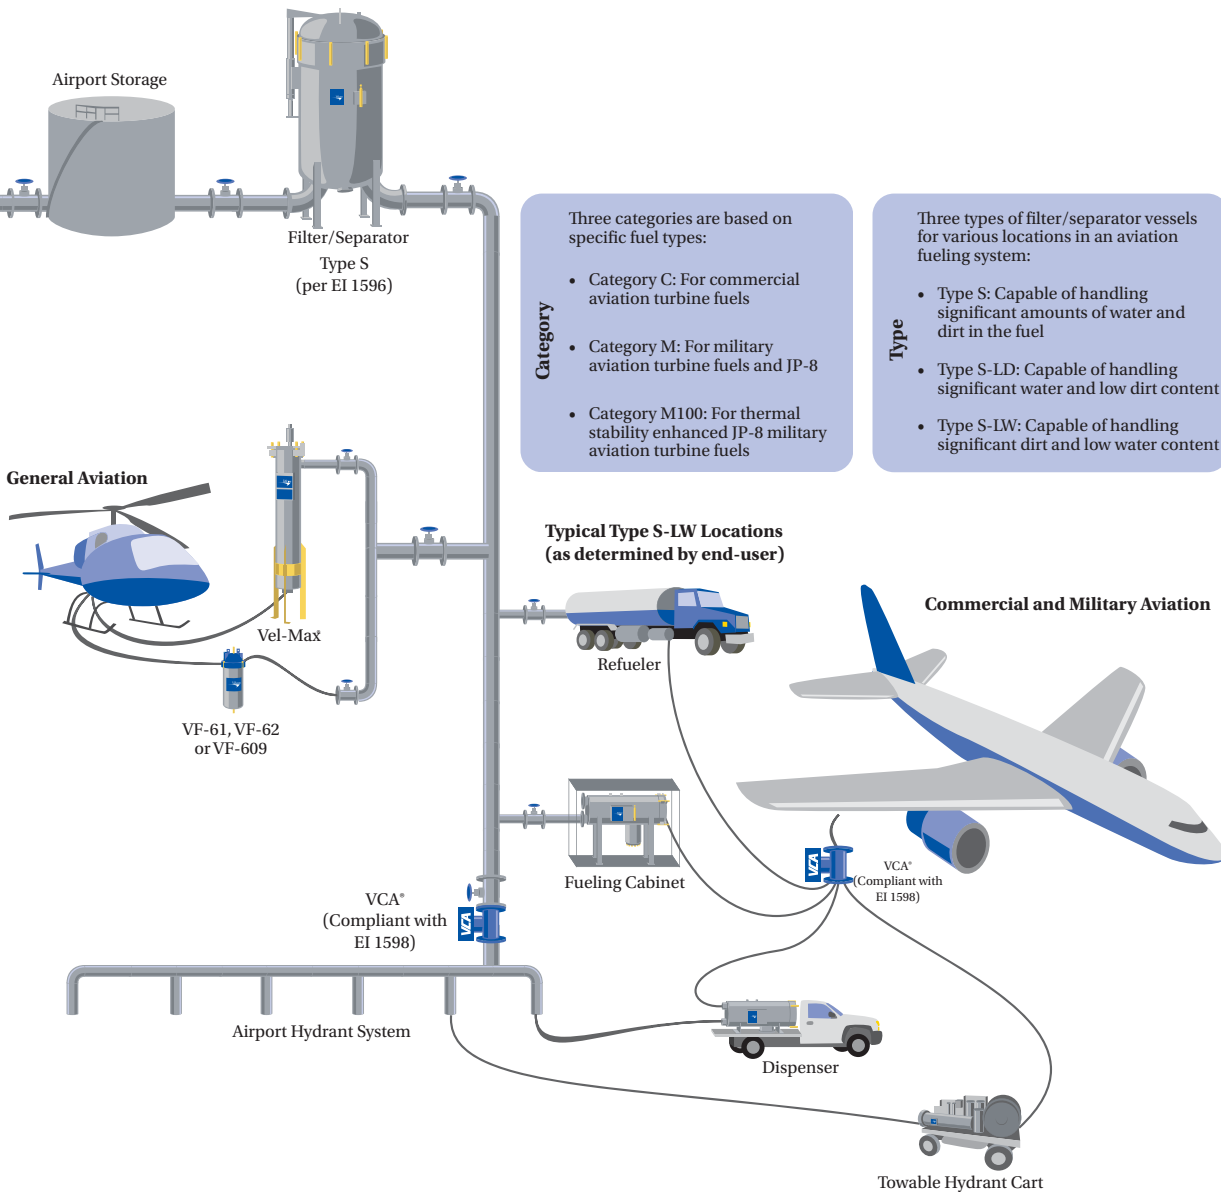 Airport Storage
Filter/Separator
Type S
(per EI 1596)
Category
Three categories are based on
specific fuel types:
• Category C: For commercial
aviation turbine fuels
• Category M: For military
aviation turbine fuels and JP-8
• Category M100: For thermal
stability enhanced JP-8 military
aviation turbine fuels
Type
Three types of filter/separator vessels
for various locations in an aviation
fueling system:
• Type S: Capable of handling
significant amounts of water and
dirt in the fuel
• Type S-LD: Capable of handling
significant water and low dirt content
• Type S-LW: Capable of handling
significant dirt and low water content
General Aviation
Vel-Max
VF-61, VF-62
or VF-609
Typical Type S-LW Locations
(as determined by end-user)
Refueler
Commercial and Military Aviation
Fueling Cabinet
VCA
VCA®
(Compliant with
EI 1598)
VCA®
(Compliant with
EI 1598)
VCA
Airport Hydrant System
Dispenser
Towable Hydrant Cart